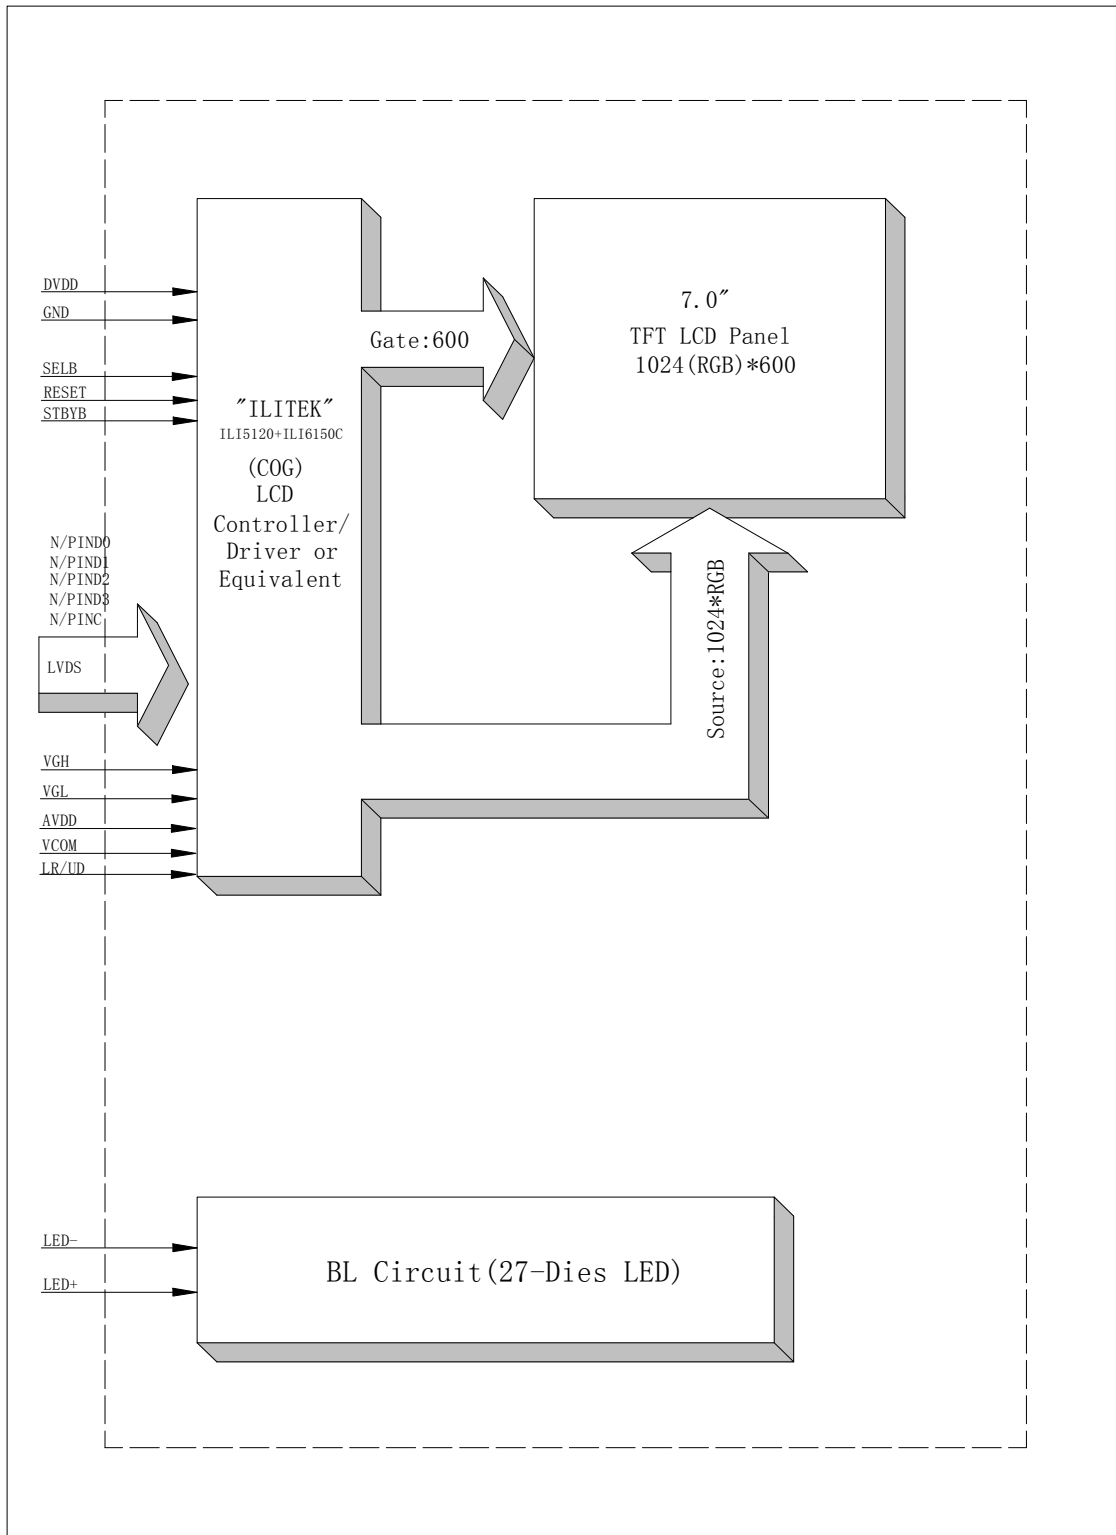 DVDD
GND
SELB
RESET
STBYB
N/PIND0
N/PIND1
N/PIND2
N/PIND3
N/PINC
LVDS
VGH
VGL
AVDD
VCOM
LR/UD
"ILITEK"
ILI5120+ILI6150C
(COG)
LCD
Controller/
Driver or
Equivalent
Gate:600
7.0"
TFT LCD Panel
1024(RGB)*600
Source:1024*RGB
LED-
LED+
BL Circuit(27-Dies LED)